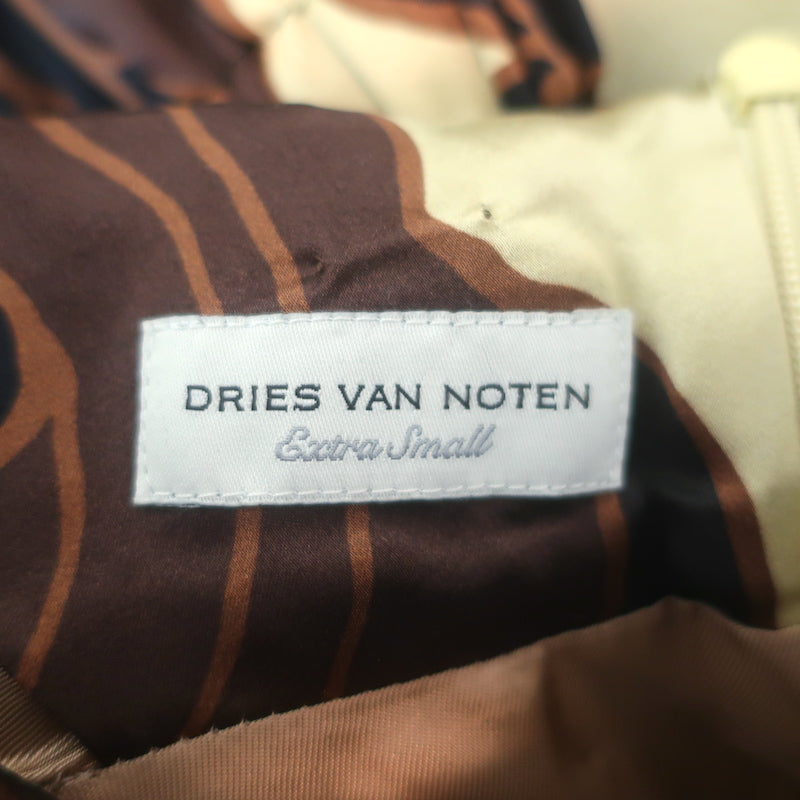 DRIES VAN NOTEN
Extra Small